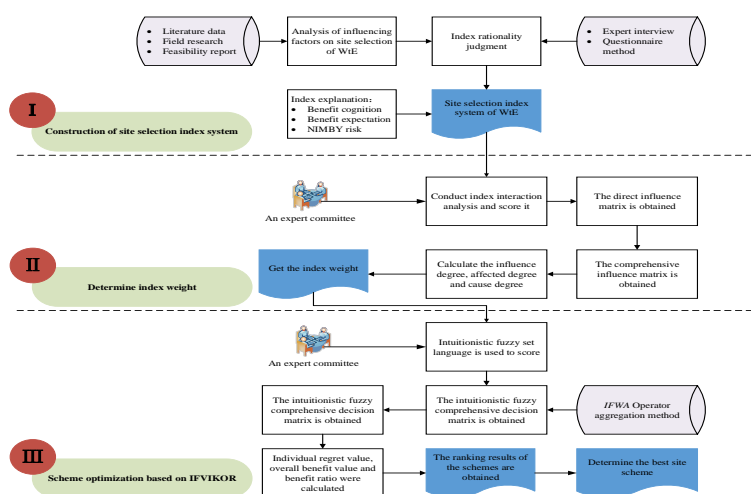 Literature data
Field research
Feasibility report
Analysis of influencing
factors on site selection
of WtE
Index rationality
judgment
Expert interview
Questionnaire
method
I
Construction of site selection index system
Index explanation:
Benefit cognition
Benefit expectation
NIMBY risk
Site selection index
system of WtE
An expert committee
Conduct index interaction
analysis and score it
The direct influence
matrix is obtained
II
Determine index weight
Get the index weight
Calculate the influence
degree, affected degree
and cause degree
The comprehensive
influence matrix is
obtained
An expert committee
Intuitionistic fuzzy set
language is used to score
The intuitionistic fuzzy
comprehensive decision
matrix is obtained
The intuitionistic fuzzy
comprehensive decision
matrix is obtained
IFWA Operator
aggregation method
III
Scheme optimization based on IFVIKOR
Individual regret value,
overall benefit value and
benefit ratio were
calculated
The ranking results of
the schemes are
obtained
Determine the best site
scheme